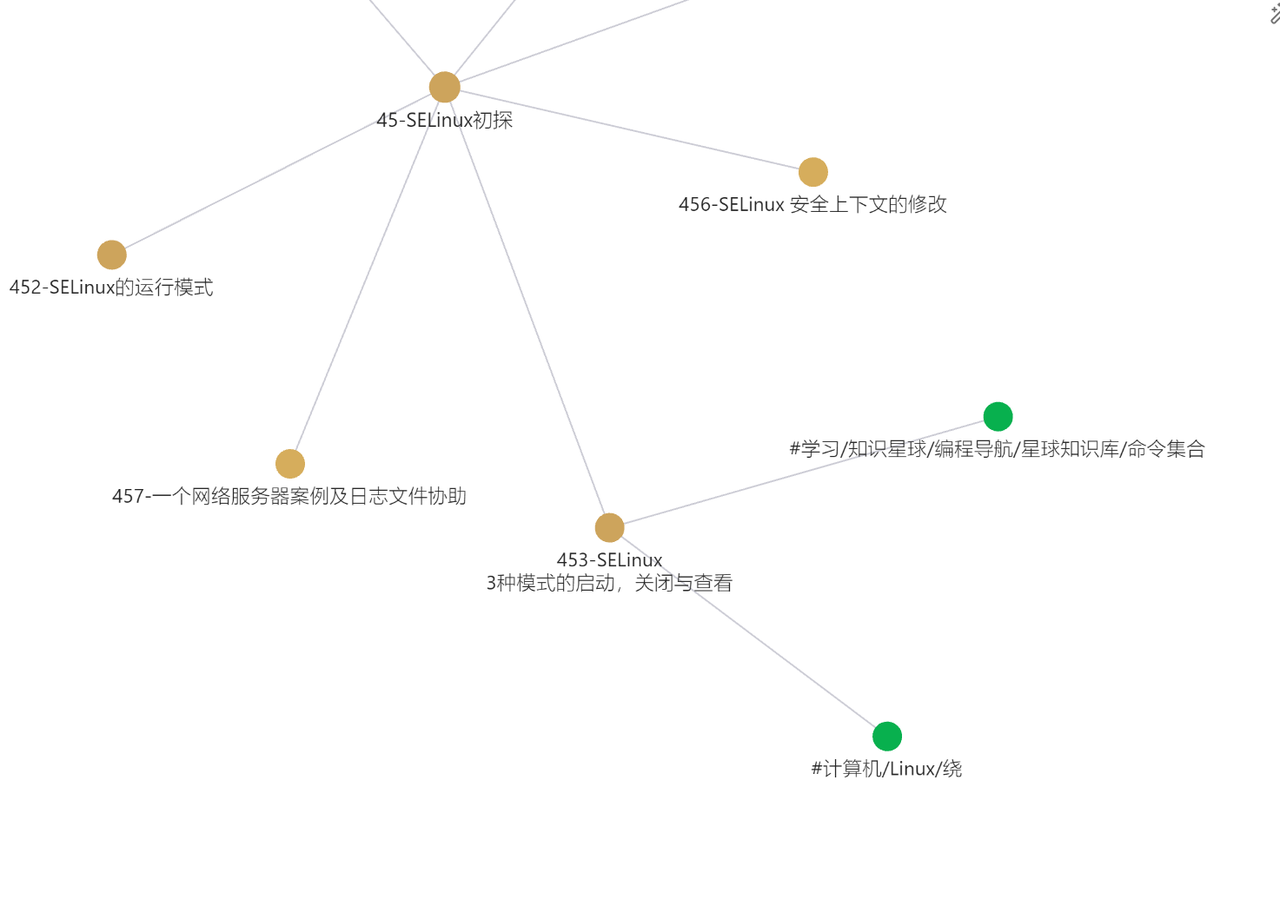 45-SELinux初探
456-SELinux 安全上下文的修改
452-SELinux的运行模式
#学习/知识星球/编程导航/星球知识库/命令集合
457-一个网络服务器案例及日志文件协助
453-SELinux
3种模式的启动，关闭与查看
#计算机/Linux/绕